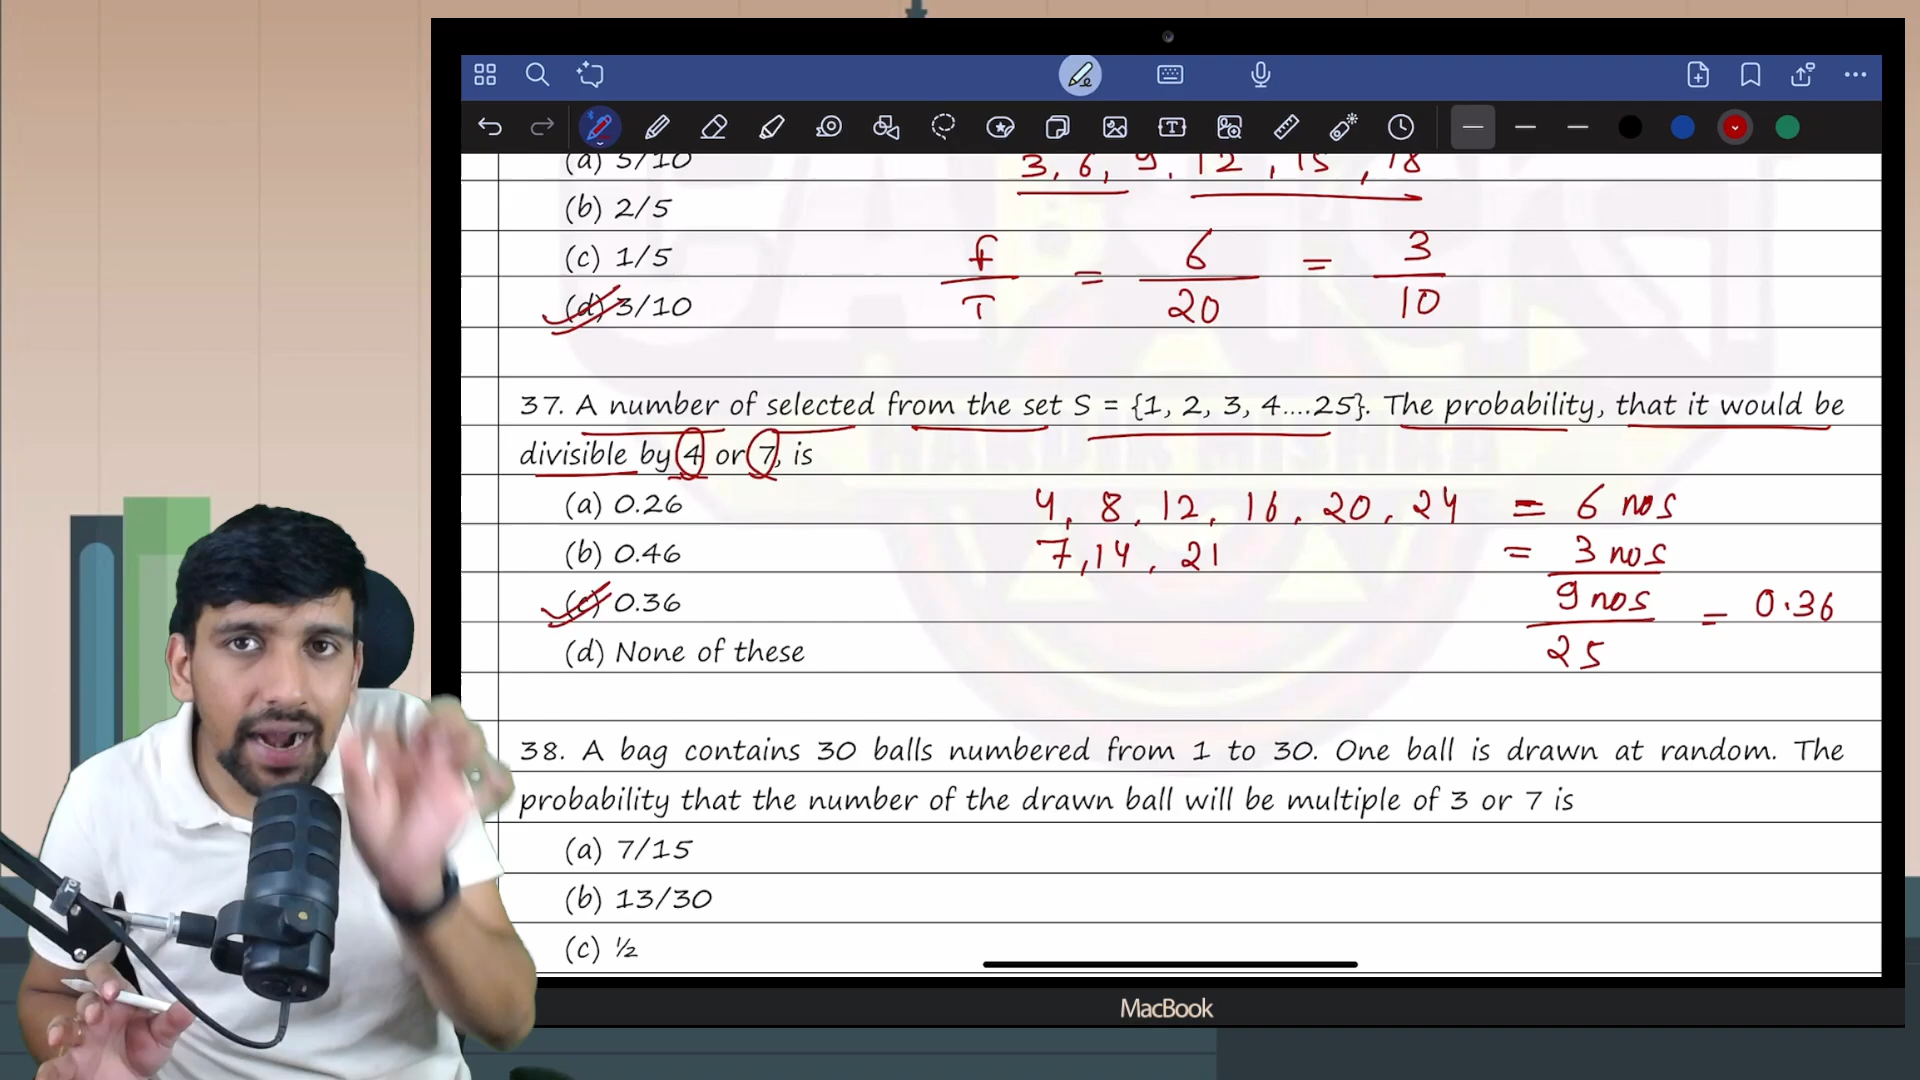 (a) 5/10
3, 6, 9, 12, 15, 18
(b) 2/5
(c) 1/5
f/T = 6/20 = 3/10
(d) 3/10
37. A number of selected from the set S = {1, 2, 3, 4....25}. The probability, that it would be
divisible by 4 or 7, is
(a) 0.26
4, 8, 12, 16, 20, 24 = 6 nos
(b) 0.46
7, 14, 21 = 3 nos
(c) 0.36
9 nos/25 = 0.36
(d) None of these
38. A bag contains 30 balls numbered from 1 to 30. One ball is drawn at random. The
probability that the number of the drawn ball will be multiple of 3 or 7 is
(a) 7/15
(b) 13/30
(c) ½
MacBook